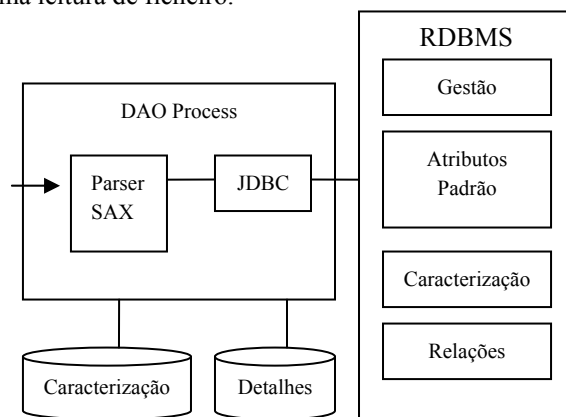 ma leitura de ficheiro.
RDBMS
Gestão
DAO Process
Atributos
Padrão
Parser
SAX
JDBC
Caracterização
Relações
Caracterização
Detalhes